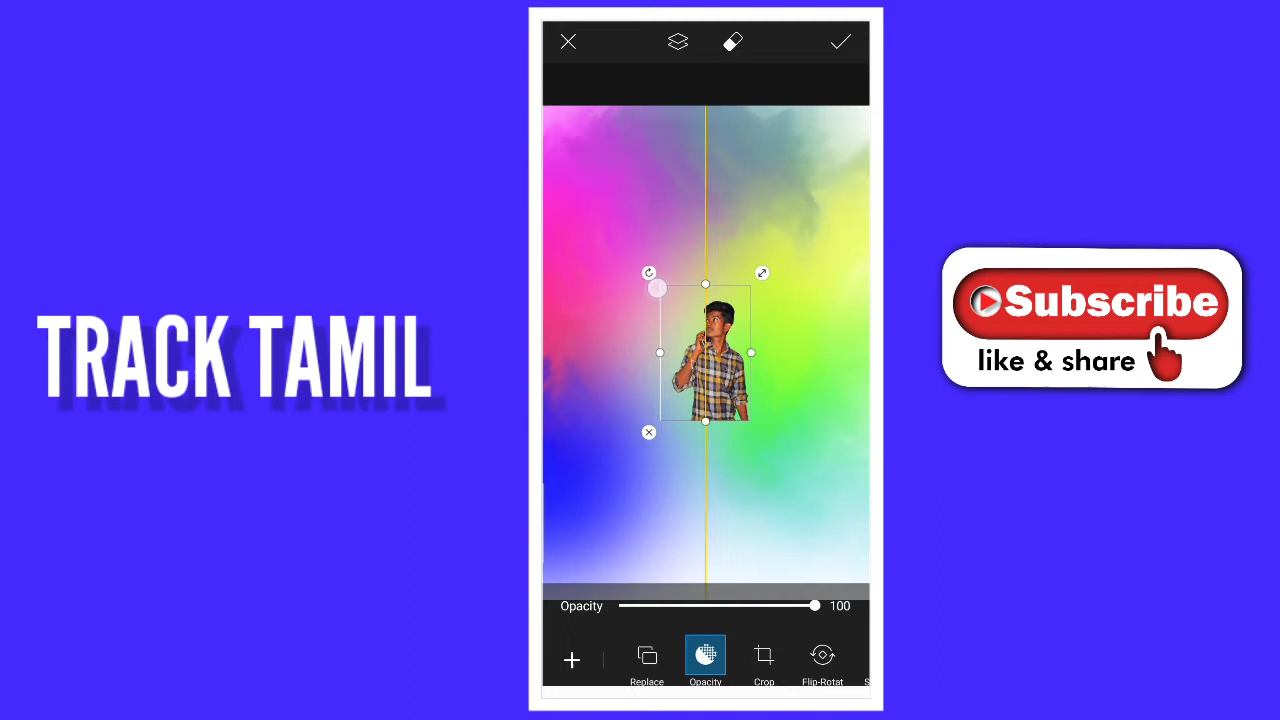 TRACK TAMIL
Subscribe
like & share
Opacity 100
Replace Opacity Crop Flip-Rotat